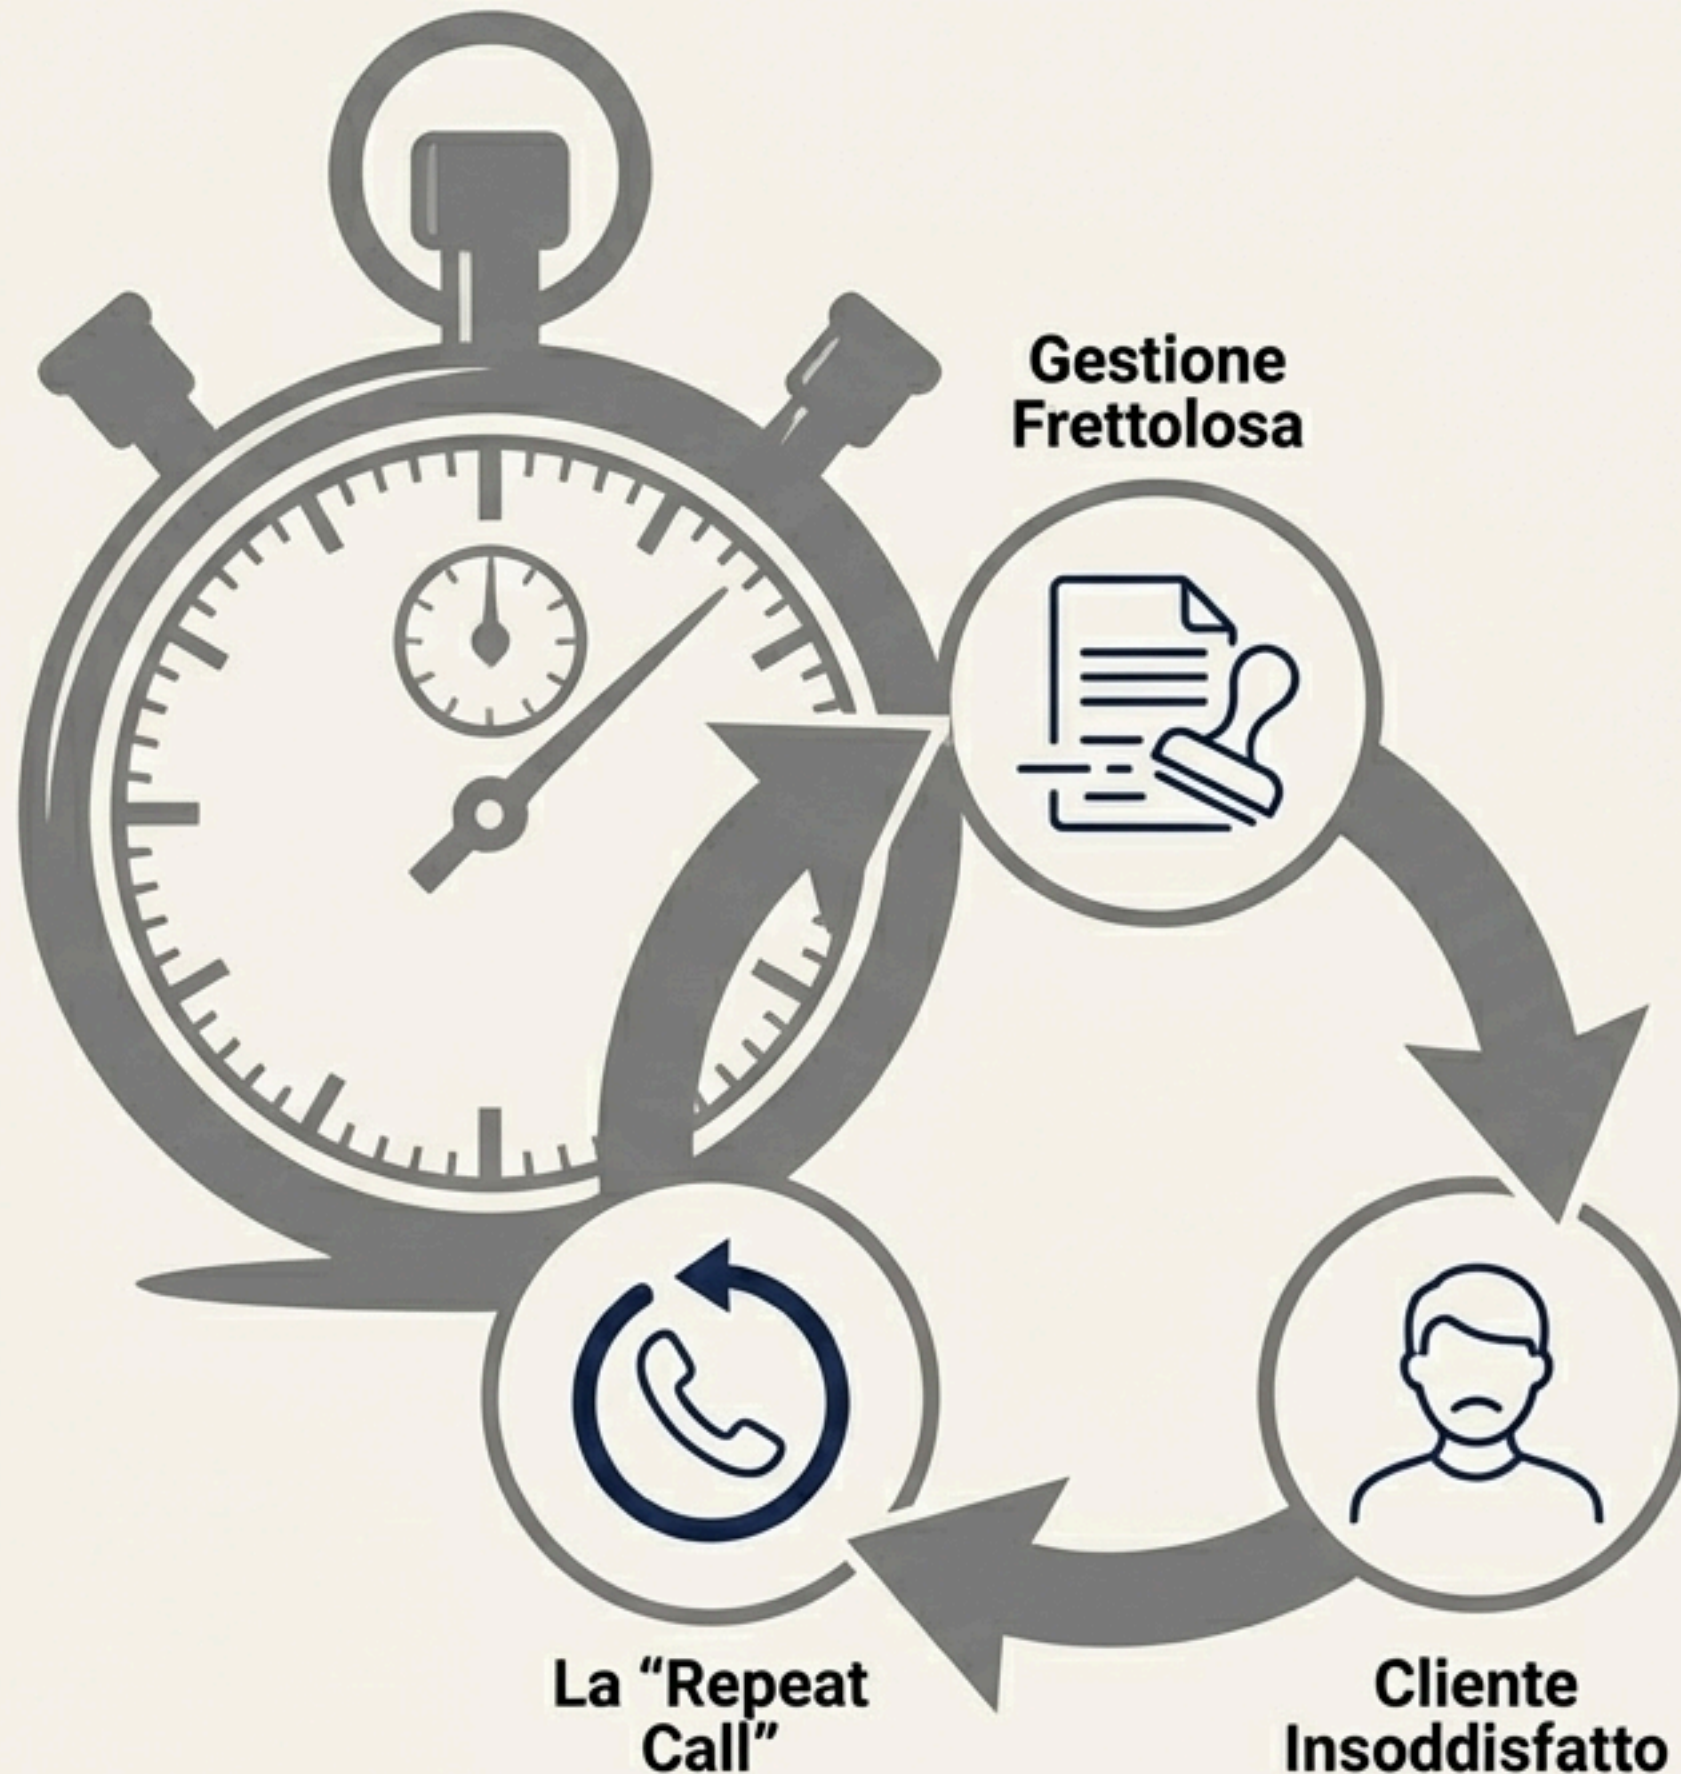 Gestione
Frettolosa
La “Repeat
Call”
Cliente
Insoddisfatto